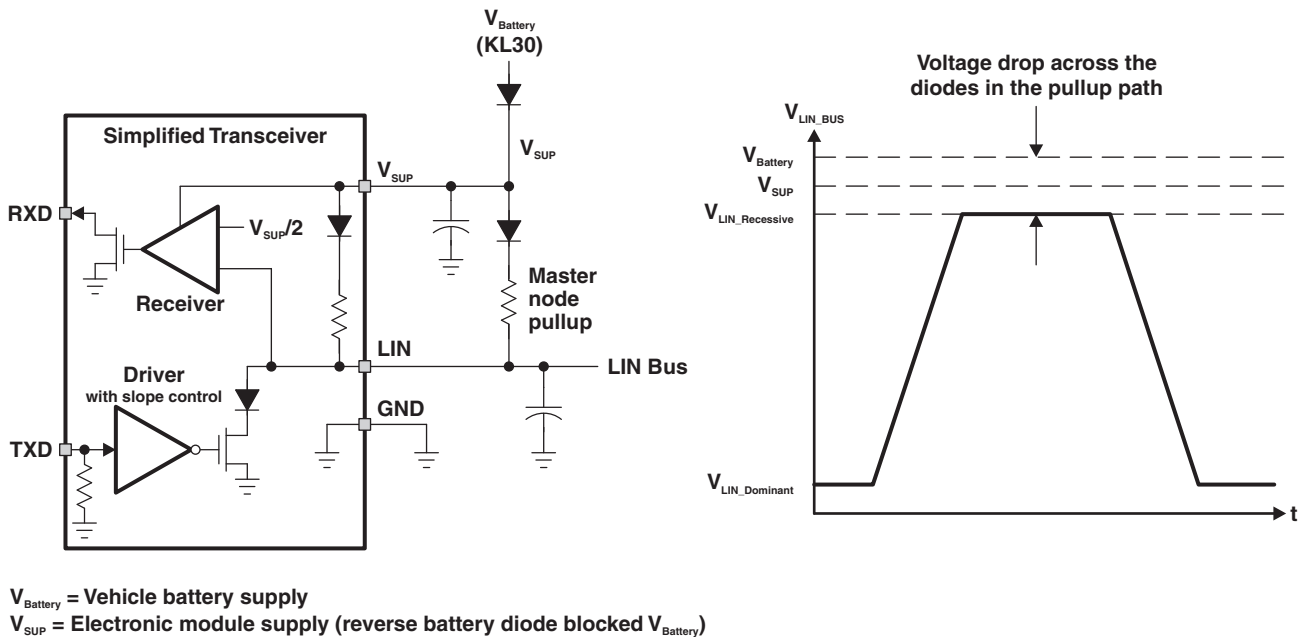 V_Battery
(KL30)
Simplified Transceiver
V_SUP
V_SUP
RXD
V_SUP/2
Receiver
Master
node
pullup
LIN
LIN Bus
Driver
with slope control
GND
TXD
Voltage drop across the
diodes in the pullup path
V_LIN_BUS
V_Battery
V_SUP
V_LIN_Recessive
V_LIN_Dominant
t
V_Battery = Vehicle battery supply
V_SUP = Electronic module supply (reverse battery diode blocked V_Battery)